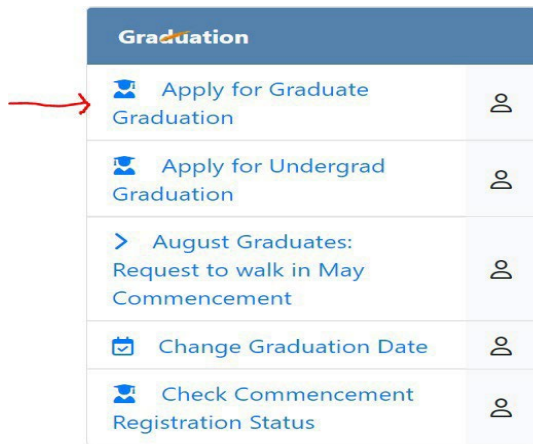 Graduation
Apply for Graduate
Graduation
Apply for Undergrad
Graduation
August Graduates:
Request to walk in May
Commencement
Change Graduation Date
Check Commencement
Registration Status